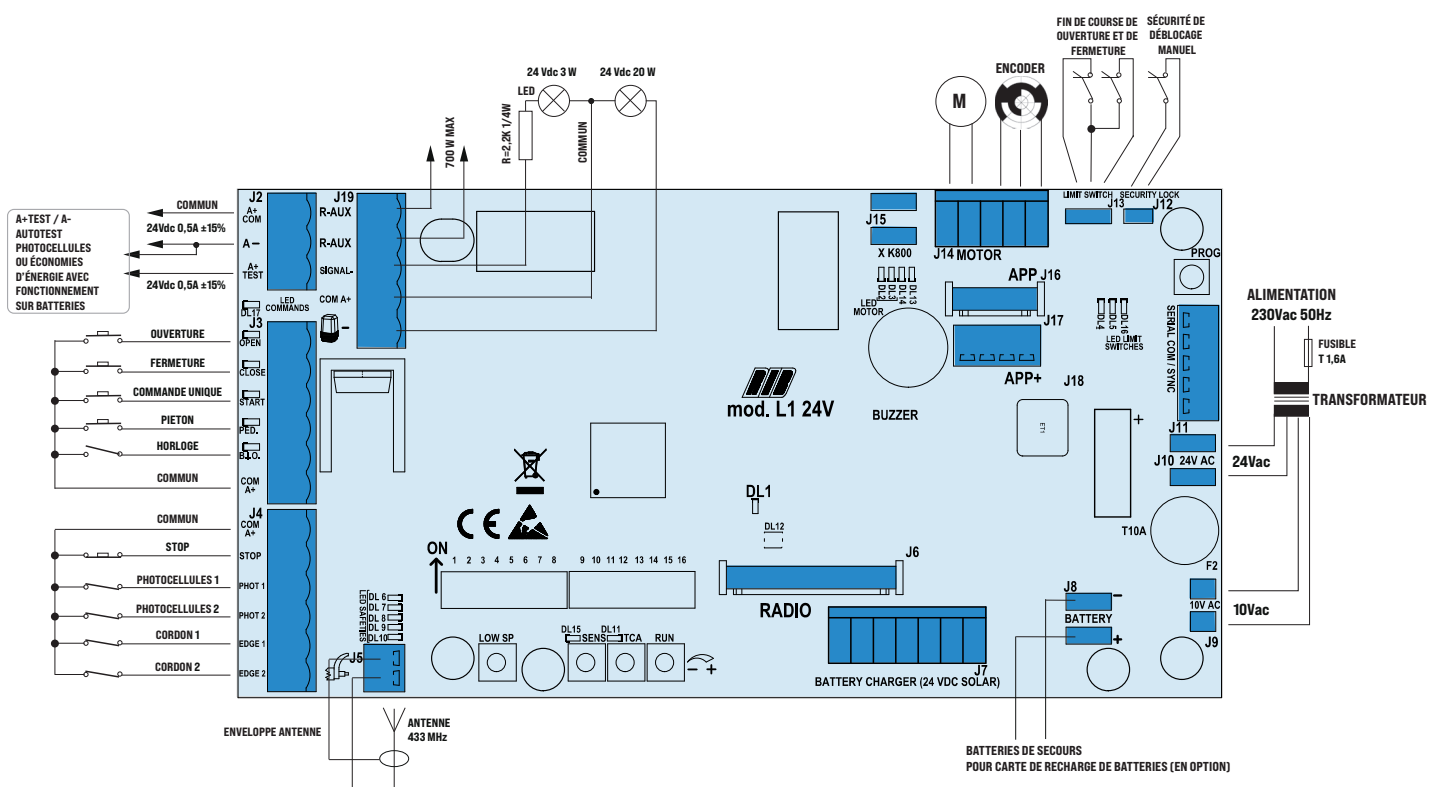 FIN DE COURSE DE
OUVERTURE ET DE
FERMETURE
SÉCURITÉ DE
DÉBLOCAGE
MANUEL
24 Vdc 3 W
24 Vdc 20 W
LED
R=2,2K 1/4W
COMMUN
700 W MAX
ENCODER
M
A+TEST / A-
AUTOTEST
PHOTOCELLULES
OU ÉCONOMIES
D'ÉNERGIE AVEC
FONCTIONNEMENT
SUR BATTERIES
COMMUN
24Vdc 0,5A ±15%
24Vdc 0,5A ±15%
J2
A+
COM
A-
A+
TEST
J19
R-AUX
R-AUX
SIGNAL-
COM A+
-
LED
COMMANDS
DL17
J3
OUVERTURE
OPEN
FERMETURE
CLOSE
COMMANDE UNIQUE
START
PIETON
PED.
HORLOGE
B.I.O.
COMMUN
COM
A+
J4
COMMUN
COM
A+
STOP
STOP
PHOTOCELLULES 1
PHOT 1
PHOTOCELLULES 2
PHOT 2
CORDON 1
EDGE 1
CORDON 2
EDGE 2
J15
X K800
DL2
DL3
DL14
DL13
LED
MOTOR
J14 MOTOR
LIMIT SWITCH
J13
SECURITY LOCK
J12
PROG
APP J16
J17
APP+
DL4
DL5
DL16
LED LIMIT
SWITCHES
SERIAL COM / SYNC
mod. L1 24V
BUZZER
J18
ET1
+
ALIMENTATION
230Vac 50Hz
FUSIBLE
T 1,6A
TRANSFORMATEUR
J11
J10 24V AC
24Vac
T10A
F2
10V AC
J9
10Vac
DL1
DL12
CE
ON
1 2 3 4 5 6 7 8
9 10 11 12 13 14 15 16
J6
RADIO
LED SAFETIES
DL 6
DL 7
DL 8
DL 9
DL10
J5
LOW SP
DL15
SENS
DL11
TCA
RUN
- +
J7
BATTERY CHARGER (24 VDC SOLAR)
J8
-
BATTERY
+
ENVELOPPE ANTENNE
ANTENNE
433 MHz
BATTERIES DE SECOURS
POUR CARTE DE RECHARGE DE BATTERIES (EN OPTION)